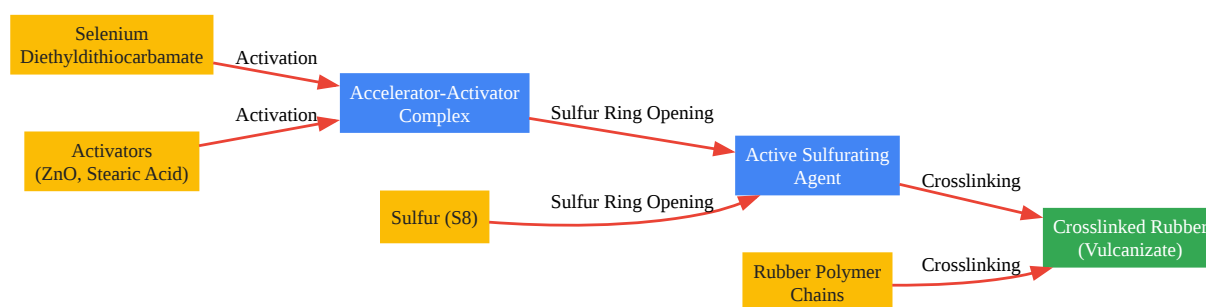 Selenium
Diethyldithiocarbamate
Activation
Activation
Activators
(ZnO, Stearic Acid)
Accelerator-Activator
Complex
Sulfur Ring Opening
Sulfur Ring Opening
Sulfur (S8)
Active Sulfurating
Agent
Crosslinking
Crosslinking
Rubber Polymer
Chains
Crosslinked Rubber
(Vulcanizate)